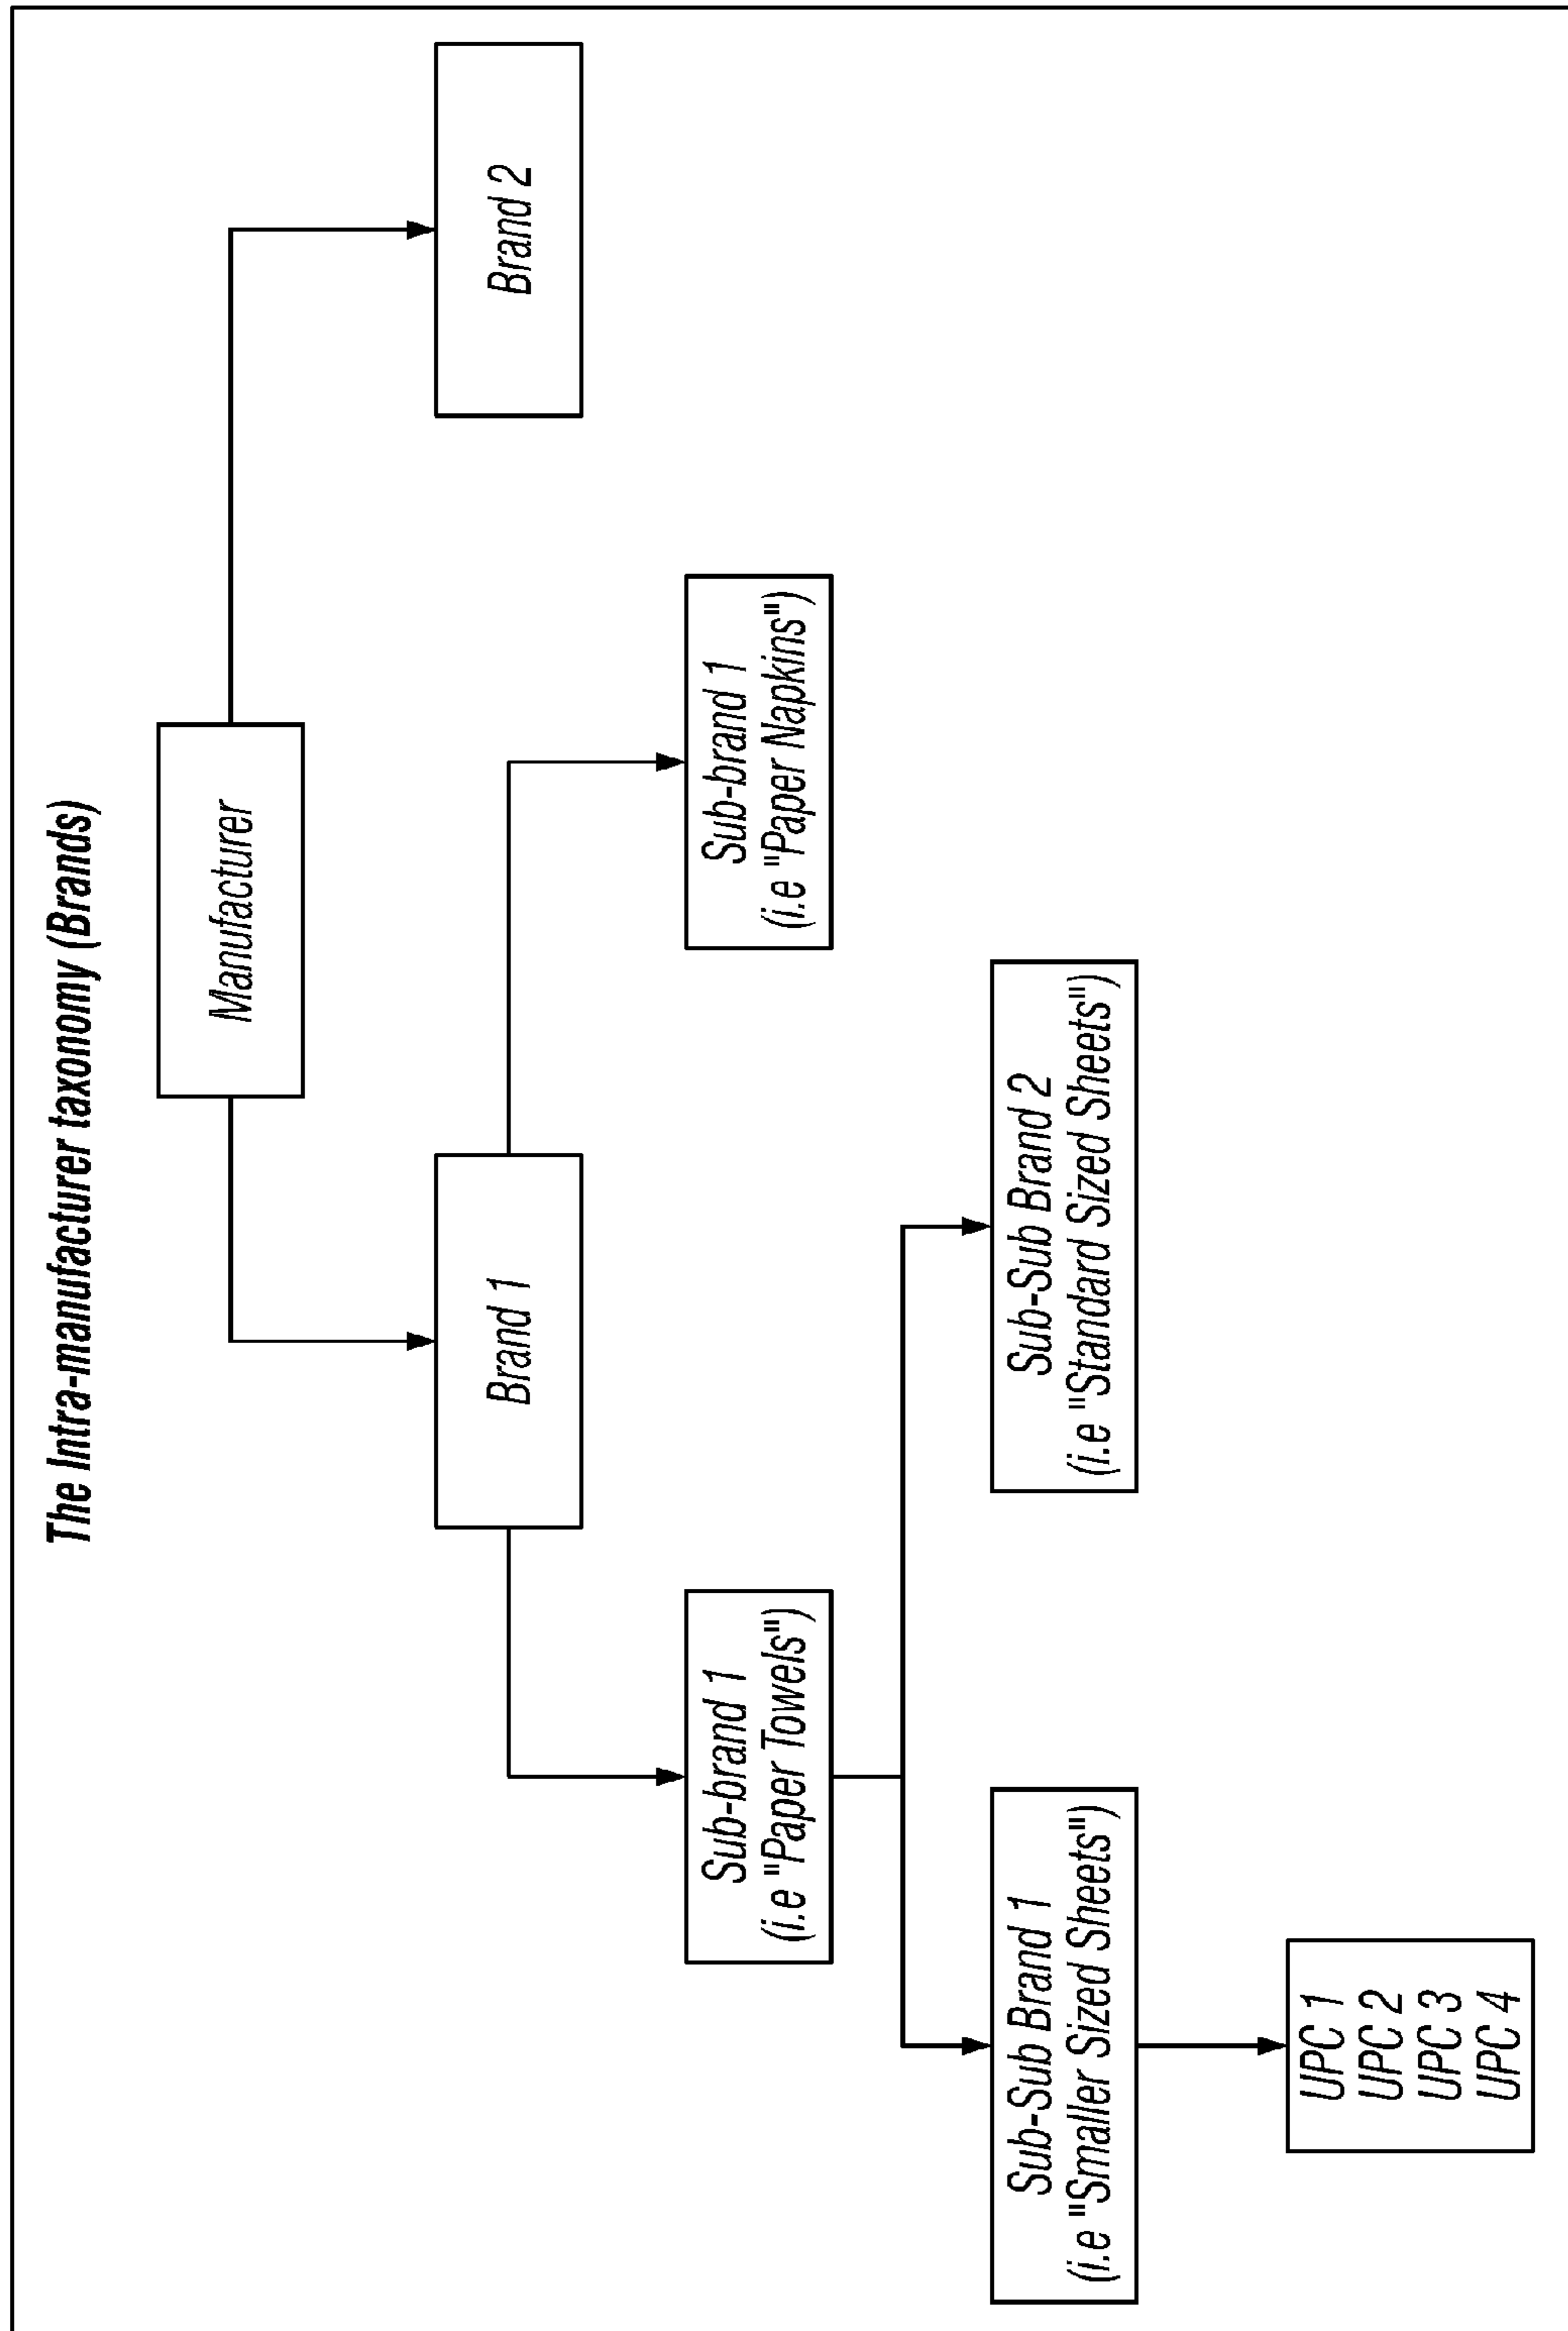 The Intra-manufacturer taxonomy (Brands)
Manufacturer
Brand 1
Brand 2
Sub-brand 1
(i.e "Paper Towels")
Sub-brand 1
(i.e "Paper Napkins")
Sub-Sub Brand 1
(i.e "Smaller Sized Sheets")
Sub-Sub Brand 2
(i.e "Standard Sized Sheets")
UPC 1
UPC 2
UPC 3
UPC 4